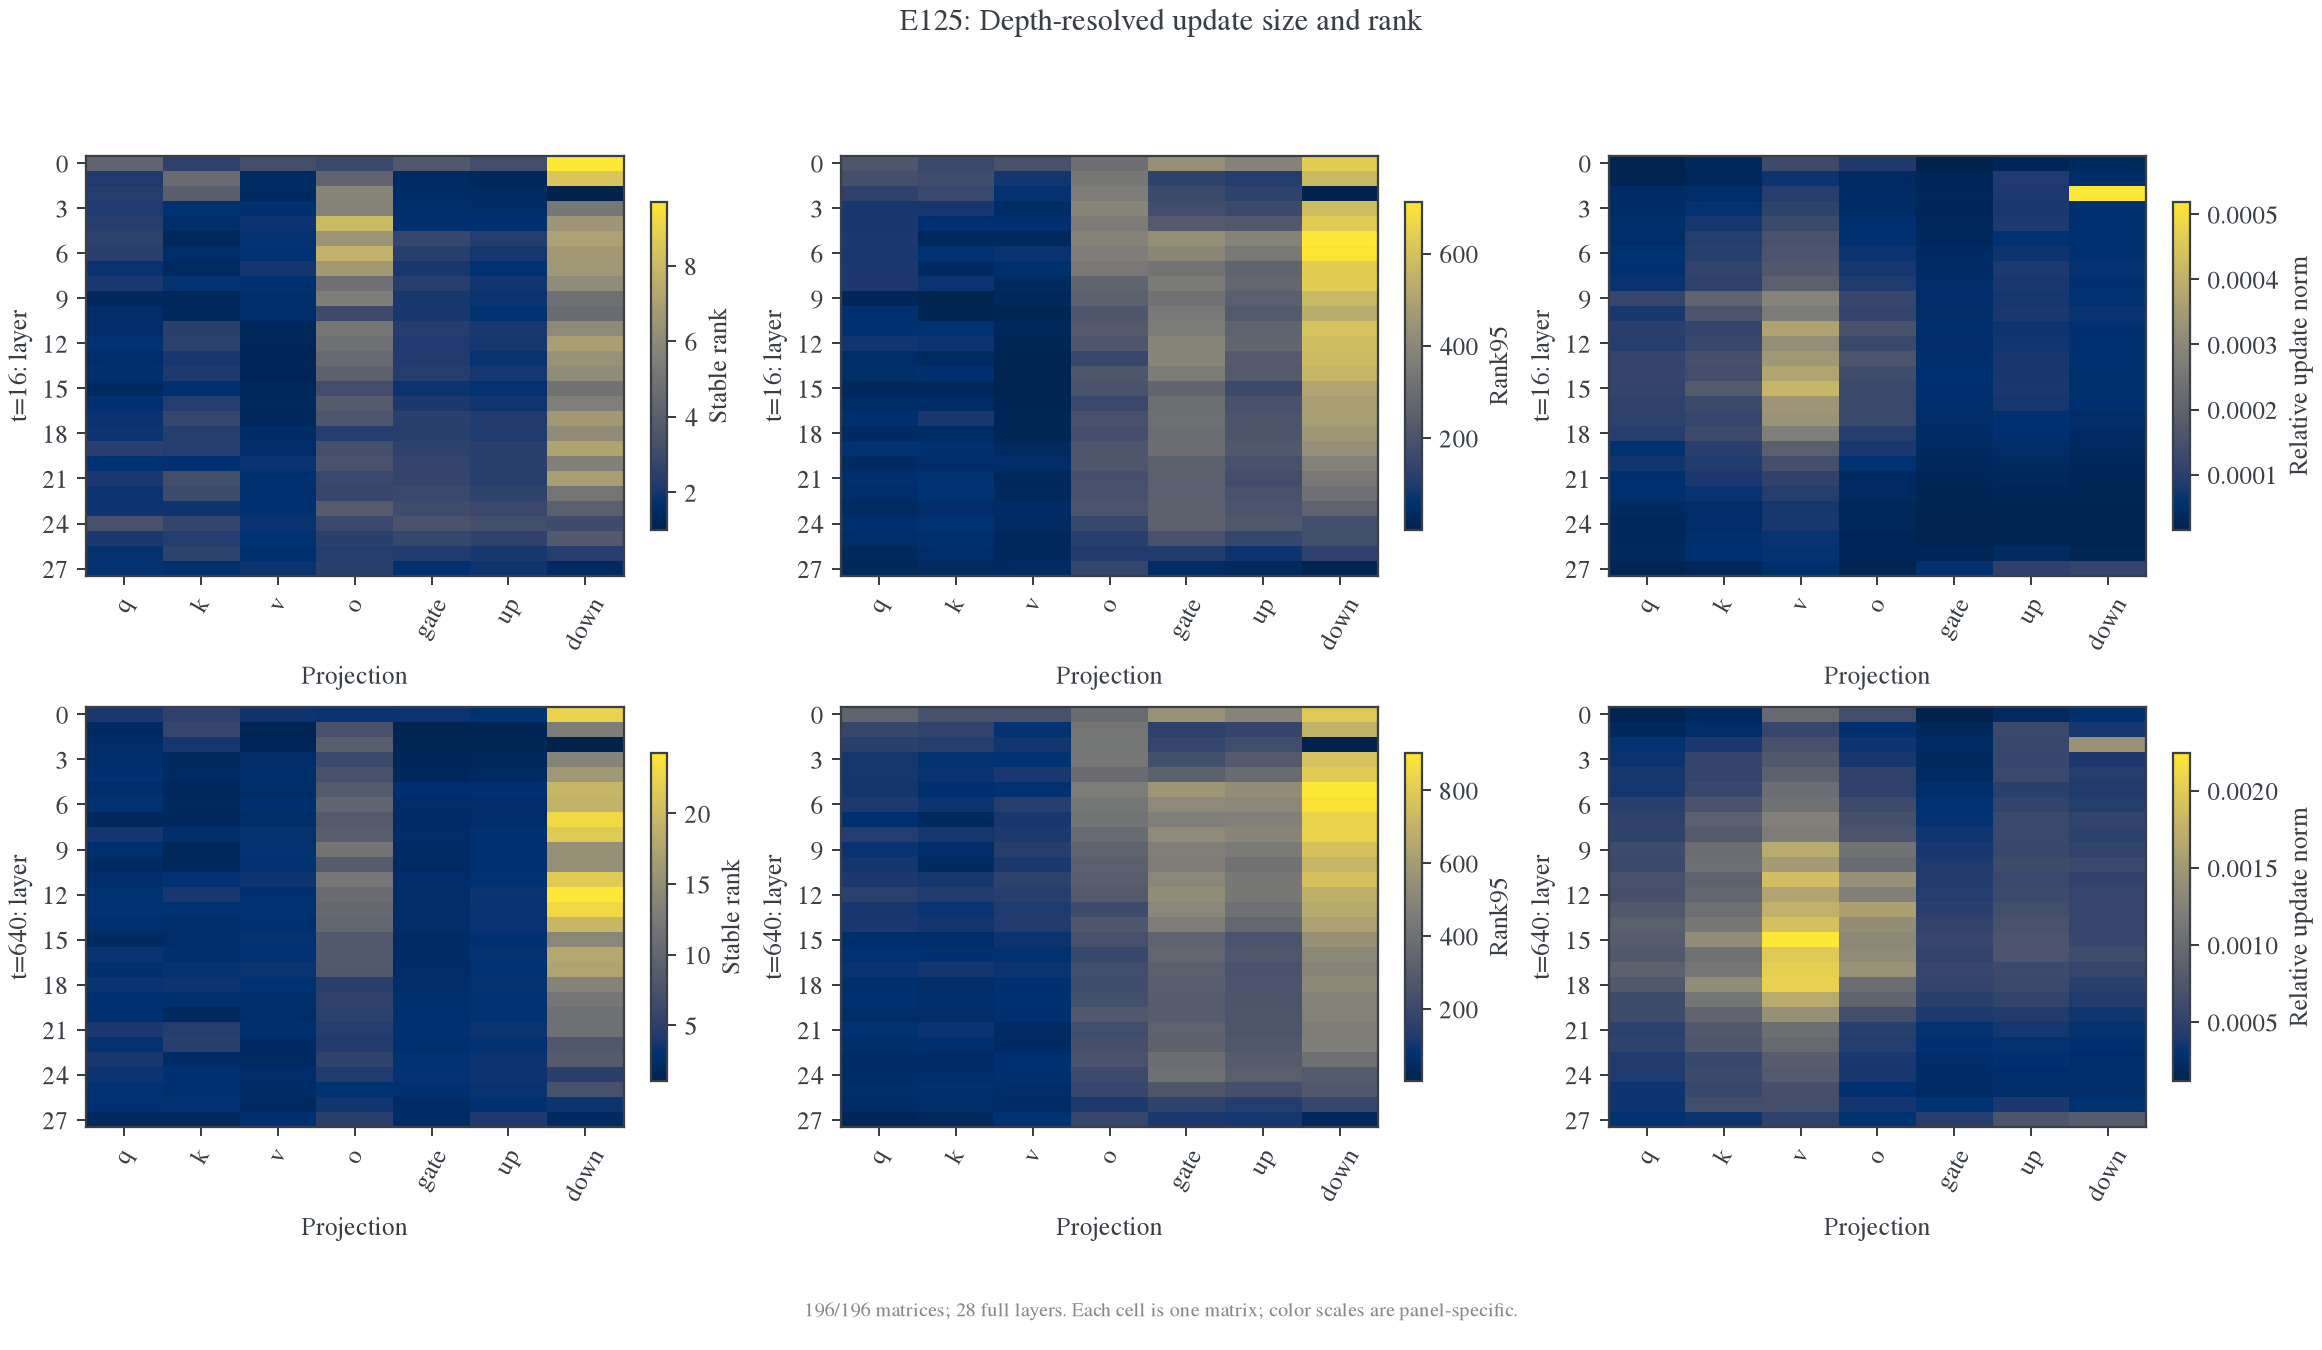 E125: Depth-resolved update size and rank
t=16: layer
0
3
6
9
12
15
18
21
24
27
q
k
v
o
gate
up
down
Projection
8
6
4
2
Stable rank
t=16: layer
0
3
6
9
12
15
18
21
24
27
q
k
v
o
gate
up
down
Projection
600
400
200
Rank95
t=16: layer
0
3
6
9
12
15
18
21
24
27
q
k
v
o
gate
up
down
Projection
0.0005
0.0004
0.0003
0.0002
0.0001
Relative update norm
t=640: layer
0
3
6
9
12
15
18
21
24
27
q
k
v
o
gate
up
down
Projection
20
15
10
5
Stable rank
t=640: layer
0
3
6
9
12
15
18
21
24
27
q
k
v
o
gate
up
down
Projection
800
600
400
200
Rank95
t=640: layer
0
3
6
9
12
15
18
21
24
27
q
k
v
o
gate
up
down
Projection
0.0020
0.0015
0.0010
0.0005
Relative update norm
196/196 matrices; 28 full layers. Each cell is one matrix; color scales are panel-specific.